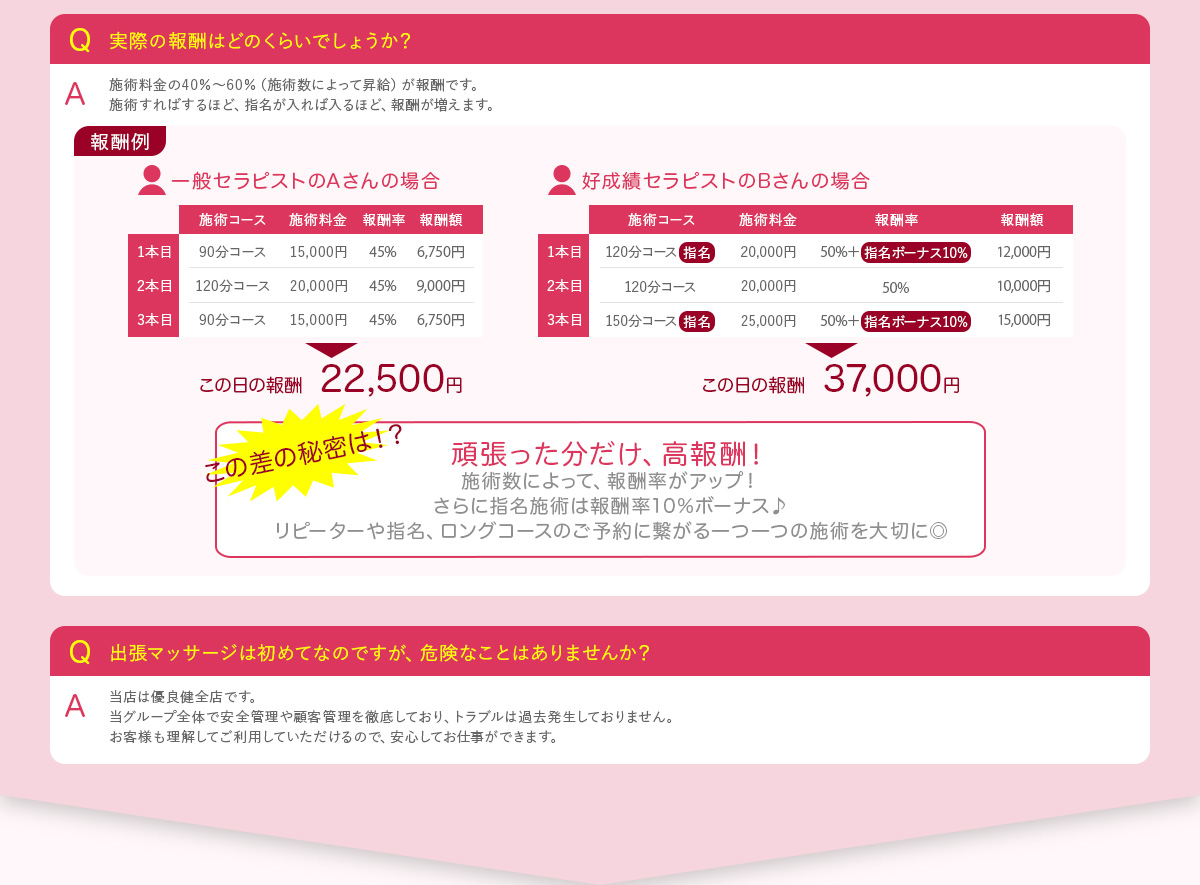 Q 実際の報酬はどのくらいでしょうか?
A 施術料金の40%〜60%(施術数によって昇給)が報酬です。
施術すればするほど、指名が入れば入るほど、報酬が増えます。
報酬例
一般セラピストのAさんの場合
施術コース 施術料金 報酬率 報酬額
1本目 90分コース 15,000円 45% 6,750円
2本目 120分コース 20,000円 45% 9,000円
3本目 90分コース 15,000円 45% 6,750円
この日の報酬 22,500円
好成績セラピストのBさんの場合
施術コース 施術料金 報酬率 報酬額
1本目 120分コース 指名 20,000円 50%+指名ボーナス10% 12,000円
2本目 120分コース 20,000円 50% 10,000円
3本目 150分コース 指名 25,000円 50%+指名ボーナス10% 15,000円
この日の報酬 37,000円
この差の秘密は!?
頑張った分だけ、高報酬!
施術数によって、報酬率がアップ!
さらに指名施術は報酬率10%ボーナス♪
リピーターや指名、ロングコースのご予約に繋がる一つ一つの施術を大切に◎
Q 出張マッサージは初めてなのですが、危険なことはありませんか?
A 当店は優良健全店です。
当グループ全体で安全管理や顧客管理を徹底しており、トラブルは過去発生しておりません。
お客様も理解してご利用していただけるので、安心してお仕事ができます。